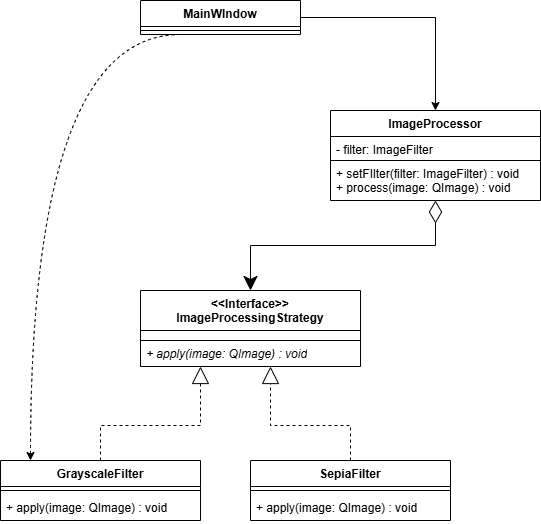 MainWIndow
ImageProcessor
- filter: ImageFilter
+ setFIlter(filter: ImageFilter) : void
+ process(image: QImage) : void
<<Interface>>
ImageProcessingStrategy
+ apply(image: QImage) : void
GrayscaleFilter
+ apply(image: QImage) : void
SepiaFilter
+ apply(image: QImage) : void